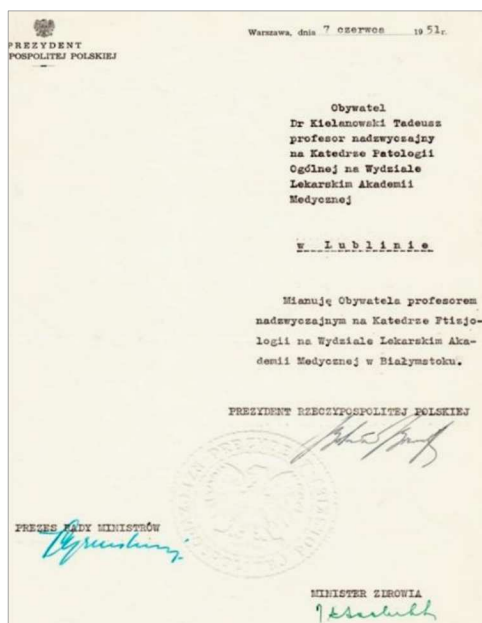 PREZYDENT
POSPOLITEJ POLSKIEJ
Warszawa, dnia 7 czerwca 1951r.
Obywatel
Dr Kielanowski Tadeusz
profesor nadzwyczajny
na Katedrze Patologii
Ogólnej na Wydziale
Lekarskim Akademii
Medycznej
w Lublinie
Mianuję Obywatela profesorem
nadzwyczajnym na Katedrze Ftizjo-
logii na Wydziale Lekarskim Aka-
demii Medycznej w Białymstoku.
PREZYDENT RZECZYPOSPOLITEJ POLSKIEJ
PREZES RADY MINISTRÓW
MINISTER ZDROWIA